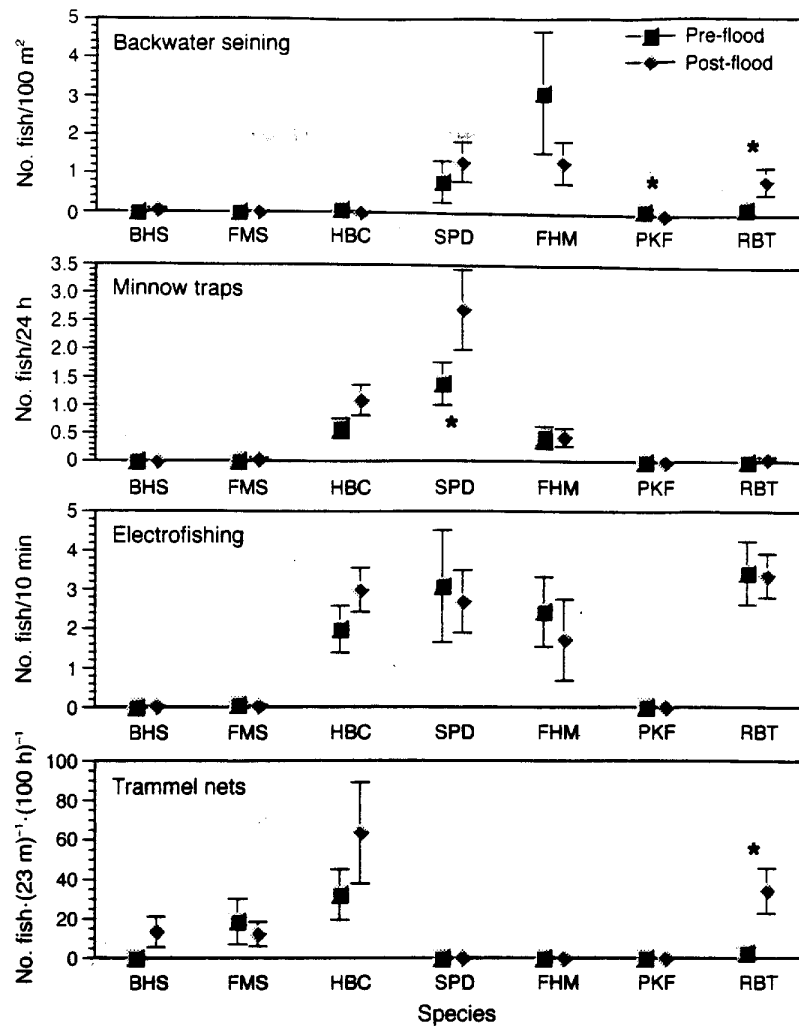 Backwater seining
Pre-flood
Post-flood
No. fish/100 m²
5
4
3
2
1
0
*
*
BHS FMS HBC SPD FHM PKF RBT
Minnow traps
No. fish/24 h
3.5
3.0
2.5
2.0
1.5
1.0
0.5
0
*
BHS FMS HBC SPD FHM PKF RBT
Electrofishing
No. fish/10 min
5
4
3
2
1
0
BHS FMS HBC SPD FHM PKF RBT
Trammel nets
No. fish·(23 m)⁻¹·(100 h)⁻¹
100
80
60
40
20
0
*
BHS FMS HBC SPD FHM PKF RBT
Species